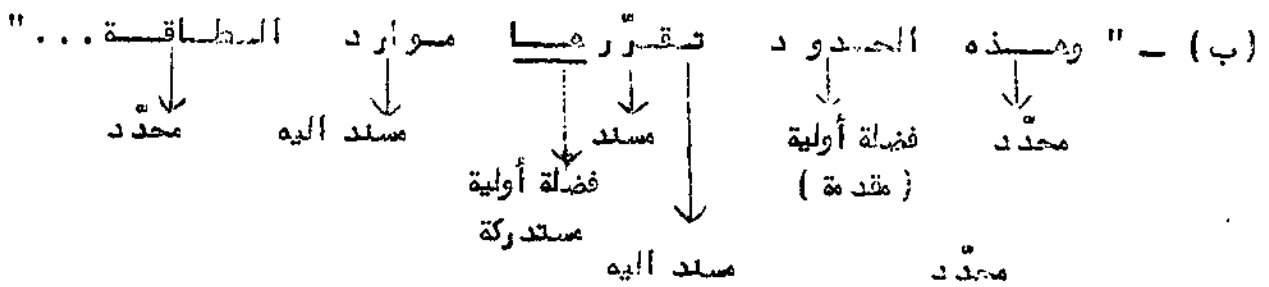 (ب) – " وهذه الحدود تقرّرها موارد الطاقة ..."
محدّد فضلة أولية مسند مسند اليه محدّد
(مقدمة) فضلة أولية
مستدركة
محدّد مسند اليه